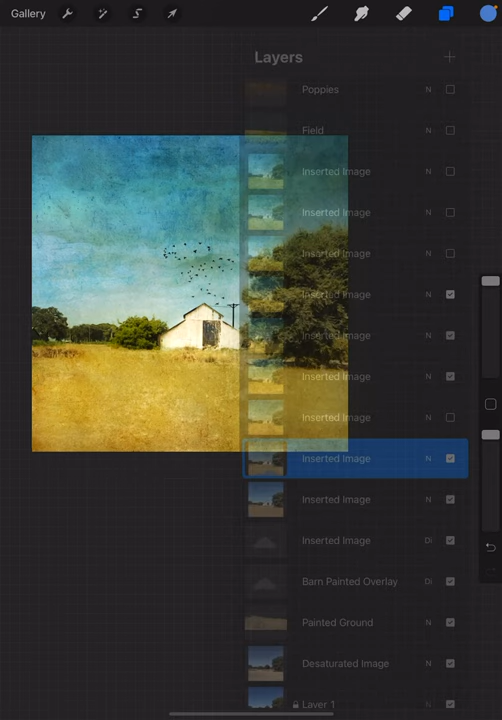 Gallery
Layers
Poppies N
Field
Inserted Image N
Inserted Image N
Inserted Image N
Inserted Image N
Inserted Image N
Inserted Image N
Inserted Image N
Inserted Image N
Inserted Image N
Inserted Image Di
Barn Painted Overlay Di
Painted Ground N
Desaturated Image N
Layer 1 N